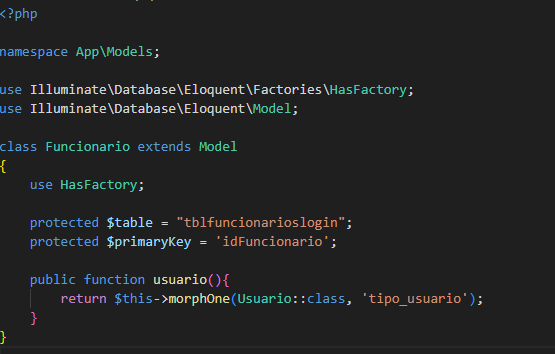 <?php
namespace App\Models;
use Illuminate\Database\Eloquent\Factories\HasFactory;
use Illuminate\Database\Eloquent\Model;
class Funcionario extends Model
{
use HasFactory;
protected $table = "tblfuncionarioslogin";
protected $primaryKey = 'idFuncionario';
public function usuario(){
return $this->morphOne(Usuario::class, 'tipo_usuario');
}
}